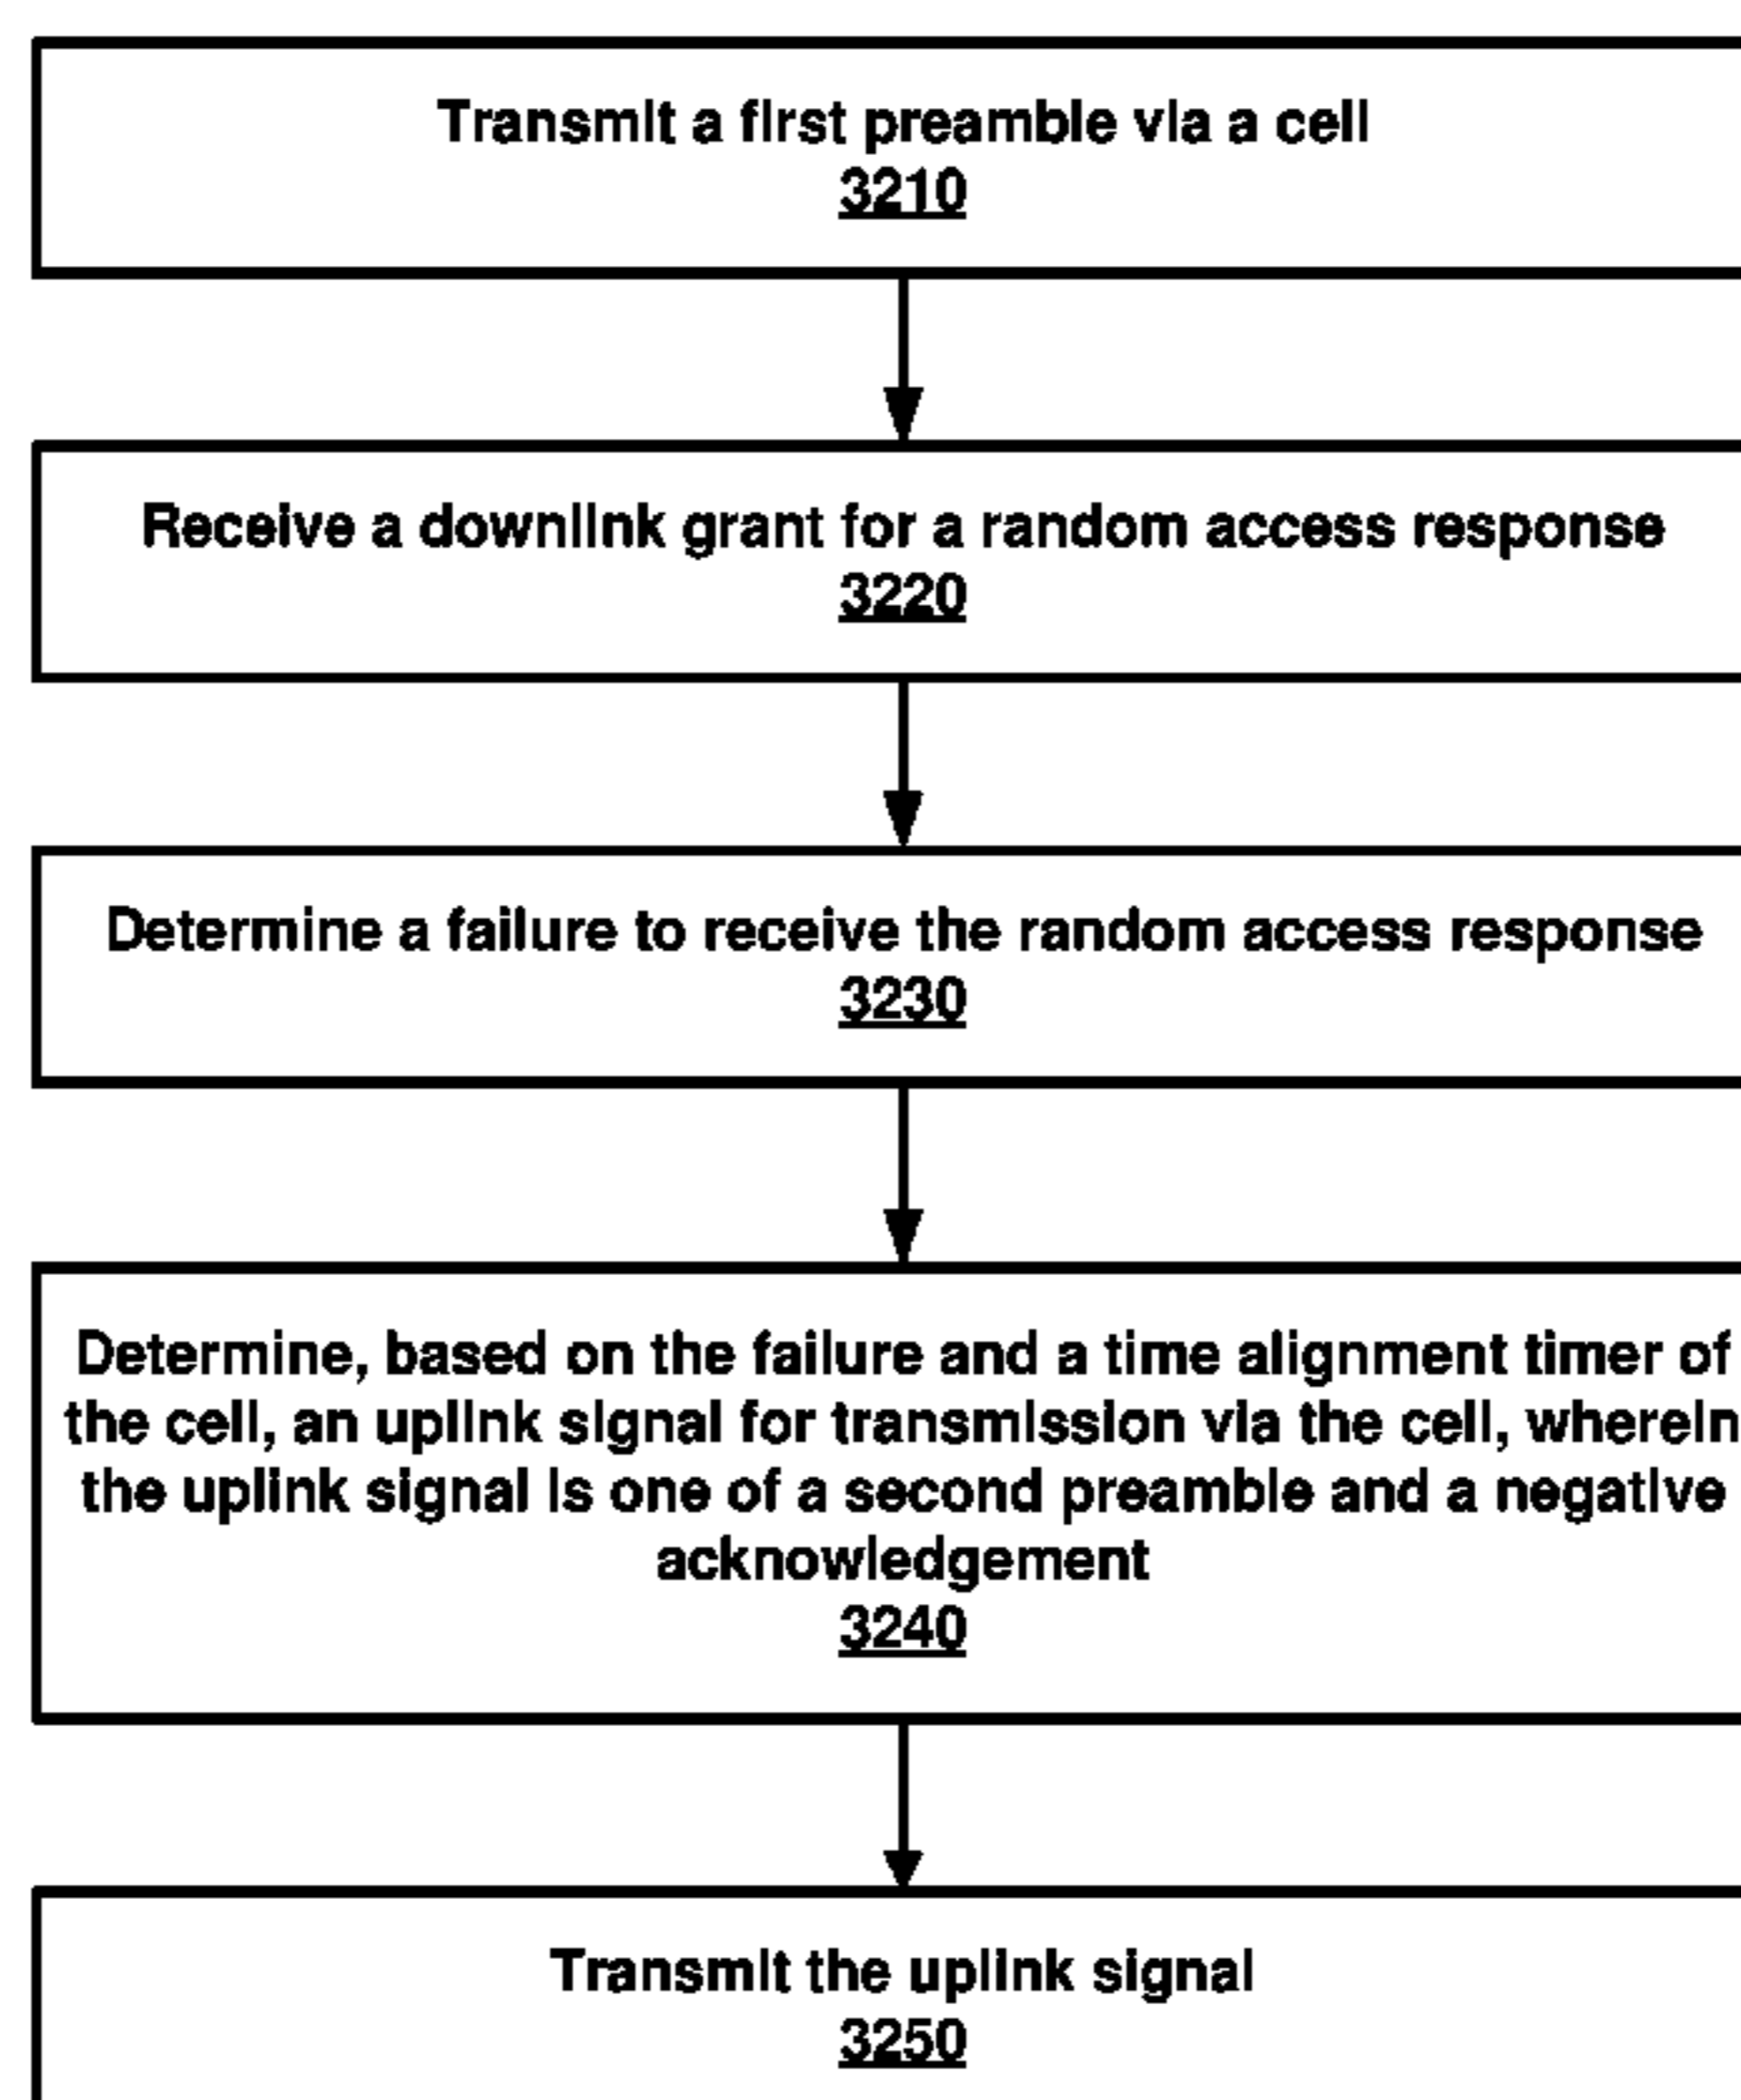 Transmit a first preamble via a cell
3210
Receive a downlink grant for a random access response
3220
Determine a failure to receive the random access response
3230
Determine, based on the failure and a time alignment timer of
the cell, an uplink signal for transmission via the cell, wherein
the uplink signal is one of a second preamble and a negative
acknowledgement
3240
Transmit the uplink signal
3250